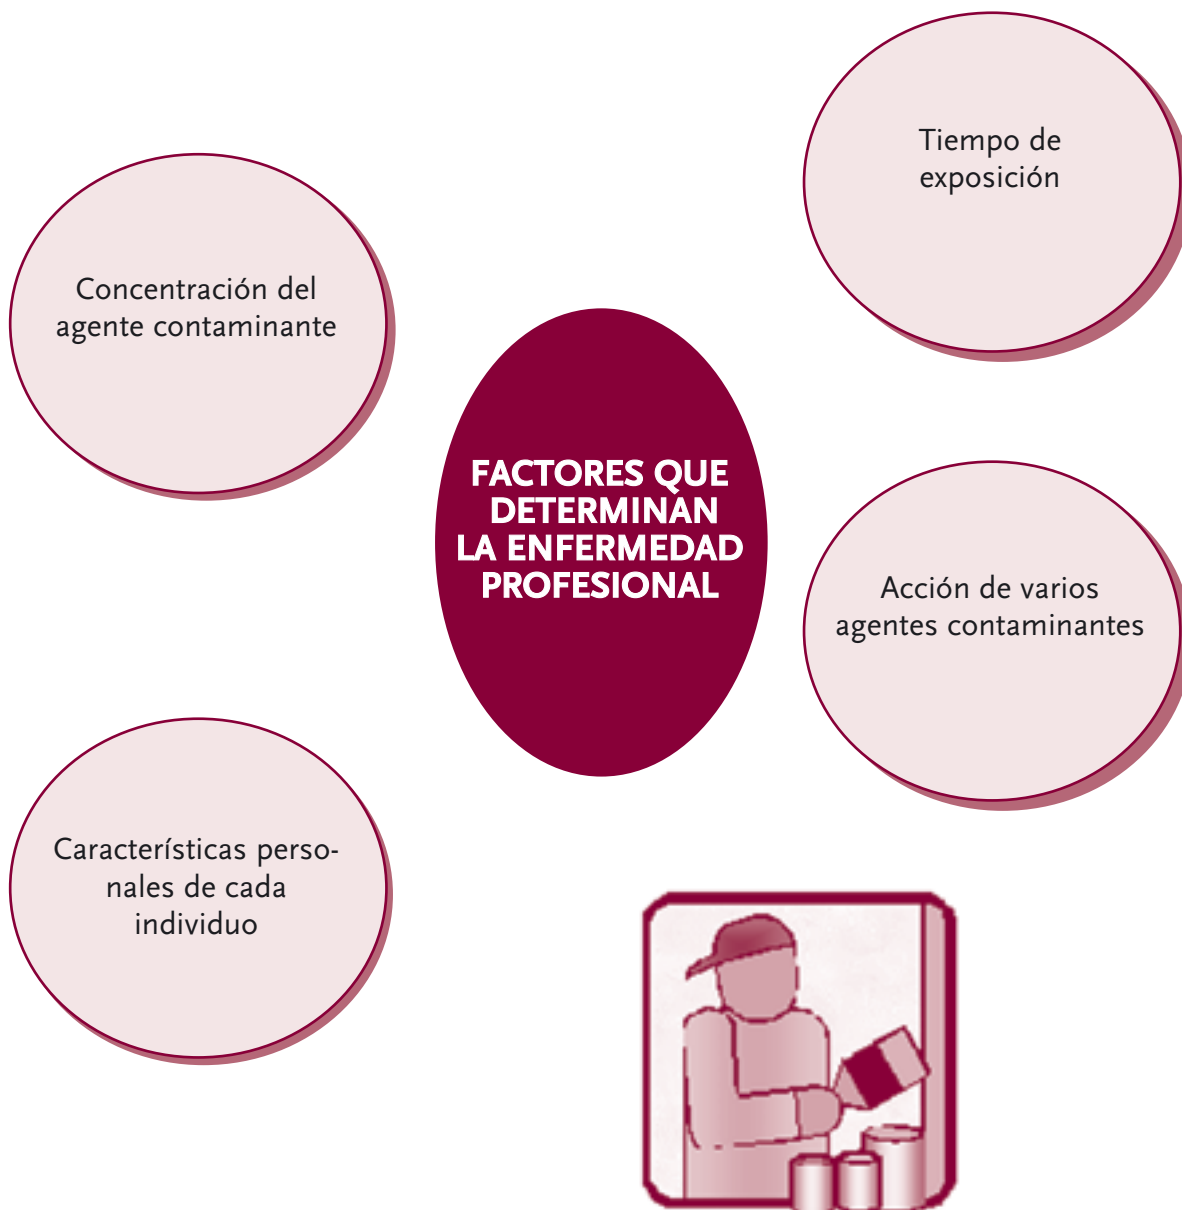 Tiempo de
exposición
Concentración del
agente contaminante
FACTORES QUE
DETERMINAN
LA ENFERMEDAD
PROFESIONAL
Acción de varios
agentes contaminantes
Características perso-
nales de cada
individuo